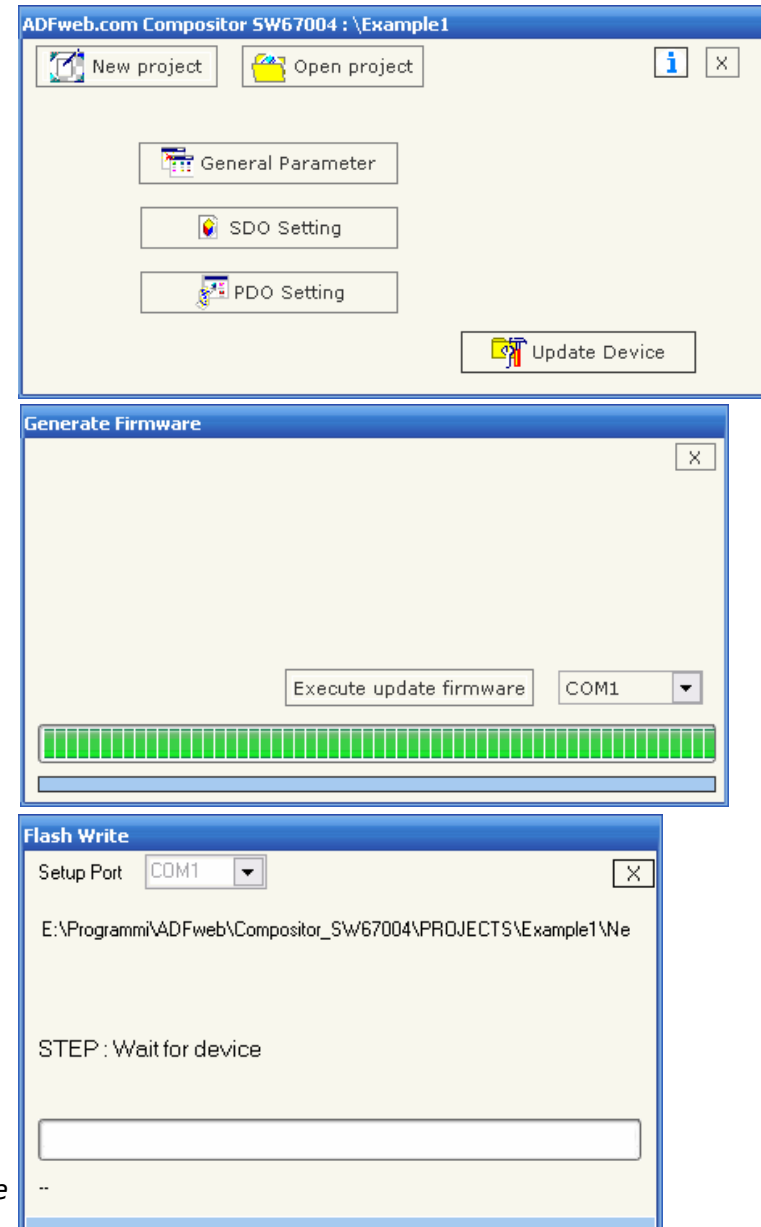 ADFweb.com Compositor SW67004 : \Example1
New project Open project i X
General Parameter
SDO Setting
PDO Setting
Update Device
Generate Firmware
X
Execute update firmware COM1
Flash Write
Setup Port COM1 X
E:\Programmi\ADFweb\Compositor_SW67004\PROJECTS\Example1\Ne
STEP : Wait for device
e --